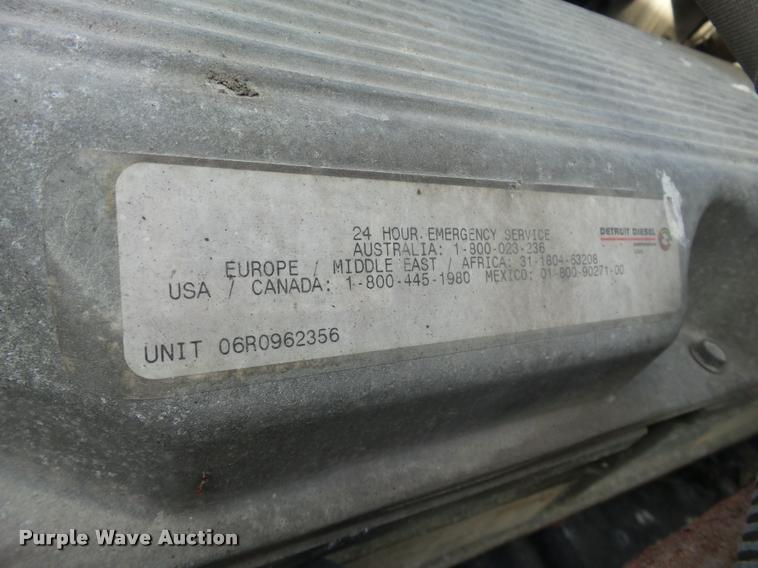 24 HOUR EMERGENCY SERVICE
AUSTRALIA: 1-800-023-236
EUROPE / MIDDLE EAST / AFRICA: 31-1804-63208
USA / CANADA: 1-800-445-1980 MEXICO: 01-800-90271-00
DETROIT DIESEL
UNIT 06R0962356
Purple Wave Auction